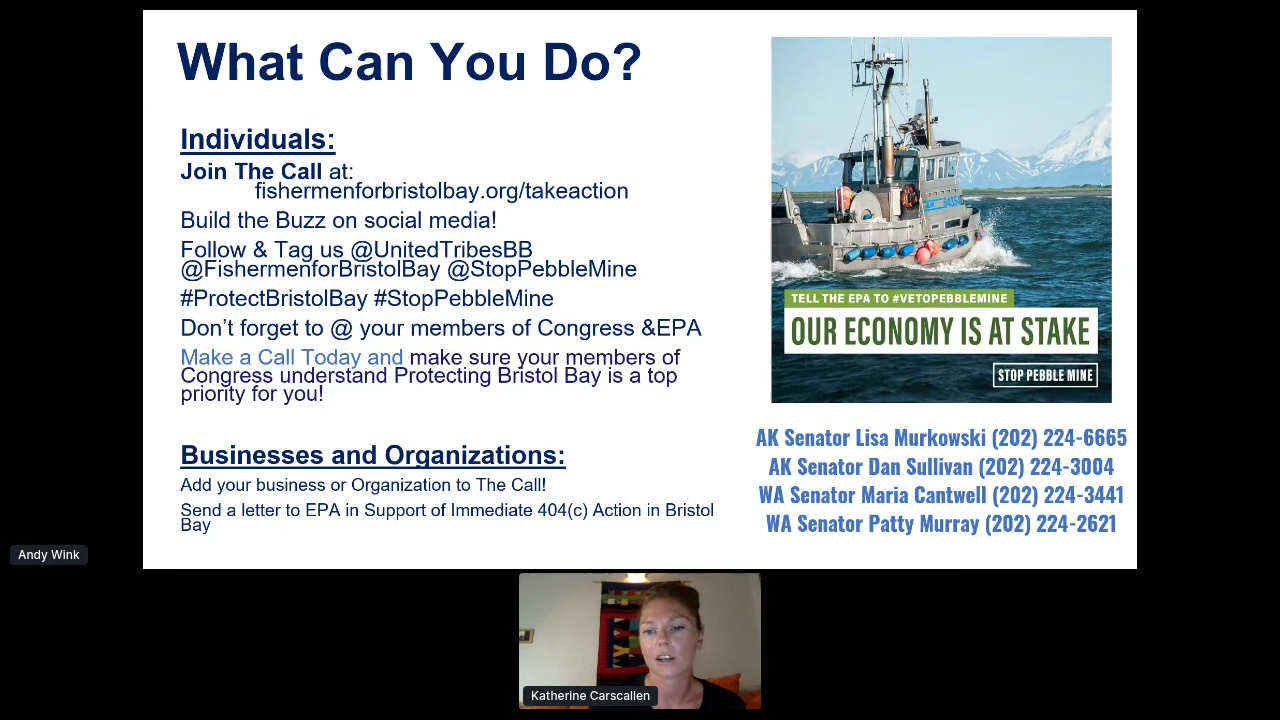 What Can You Do?
Individuals:
Join The Call at:
fishermenforbristolbay.org/takeaction
Build the Buzz on social media!
Follow & Tag us @UnitedTribesBB
@FishermenforBristolBay @StopPebbleMine
#ProtectBristolBay #StopPebbleMine
Don’t forget to @ your members of Congress &EPA
Make a Call Today and make sure your members of
Congress understand Protecting Bristol Bay is a top
priority for you!
Businesses and Organizations:
Add your business or Organization to The Call!
Send a letter to EPA in Support of Immediate 404(c) Action in Bristol
Bay
TELL THE EPA TO #VETOPEBBLEMINE
OUR ECONOMY IS AT STAKE
STOP PEBBLE MINE
AK Senator Lisa Murkowski (202) 224-6665
AK Senator Dan Sullivan (202) 224-3004
WA Senator Maria Cantwell (202) 224-3441
WA Senator Patty Murray (202) 224-2621
Andy Wink
Katherine Carscallen